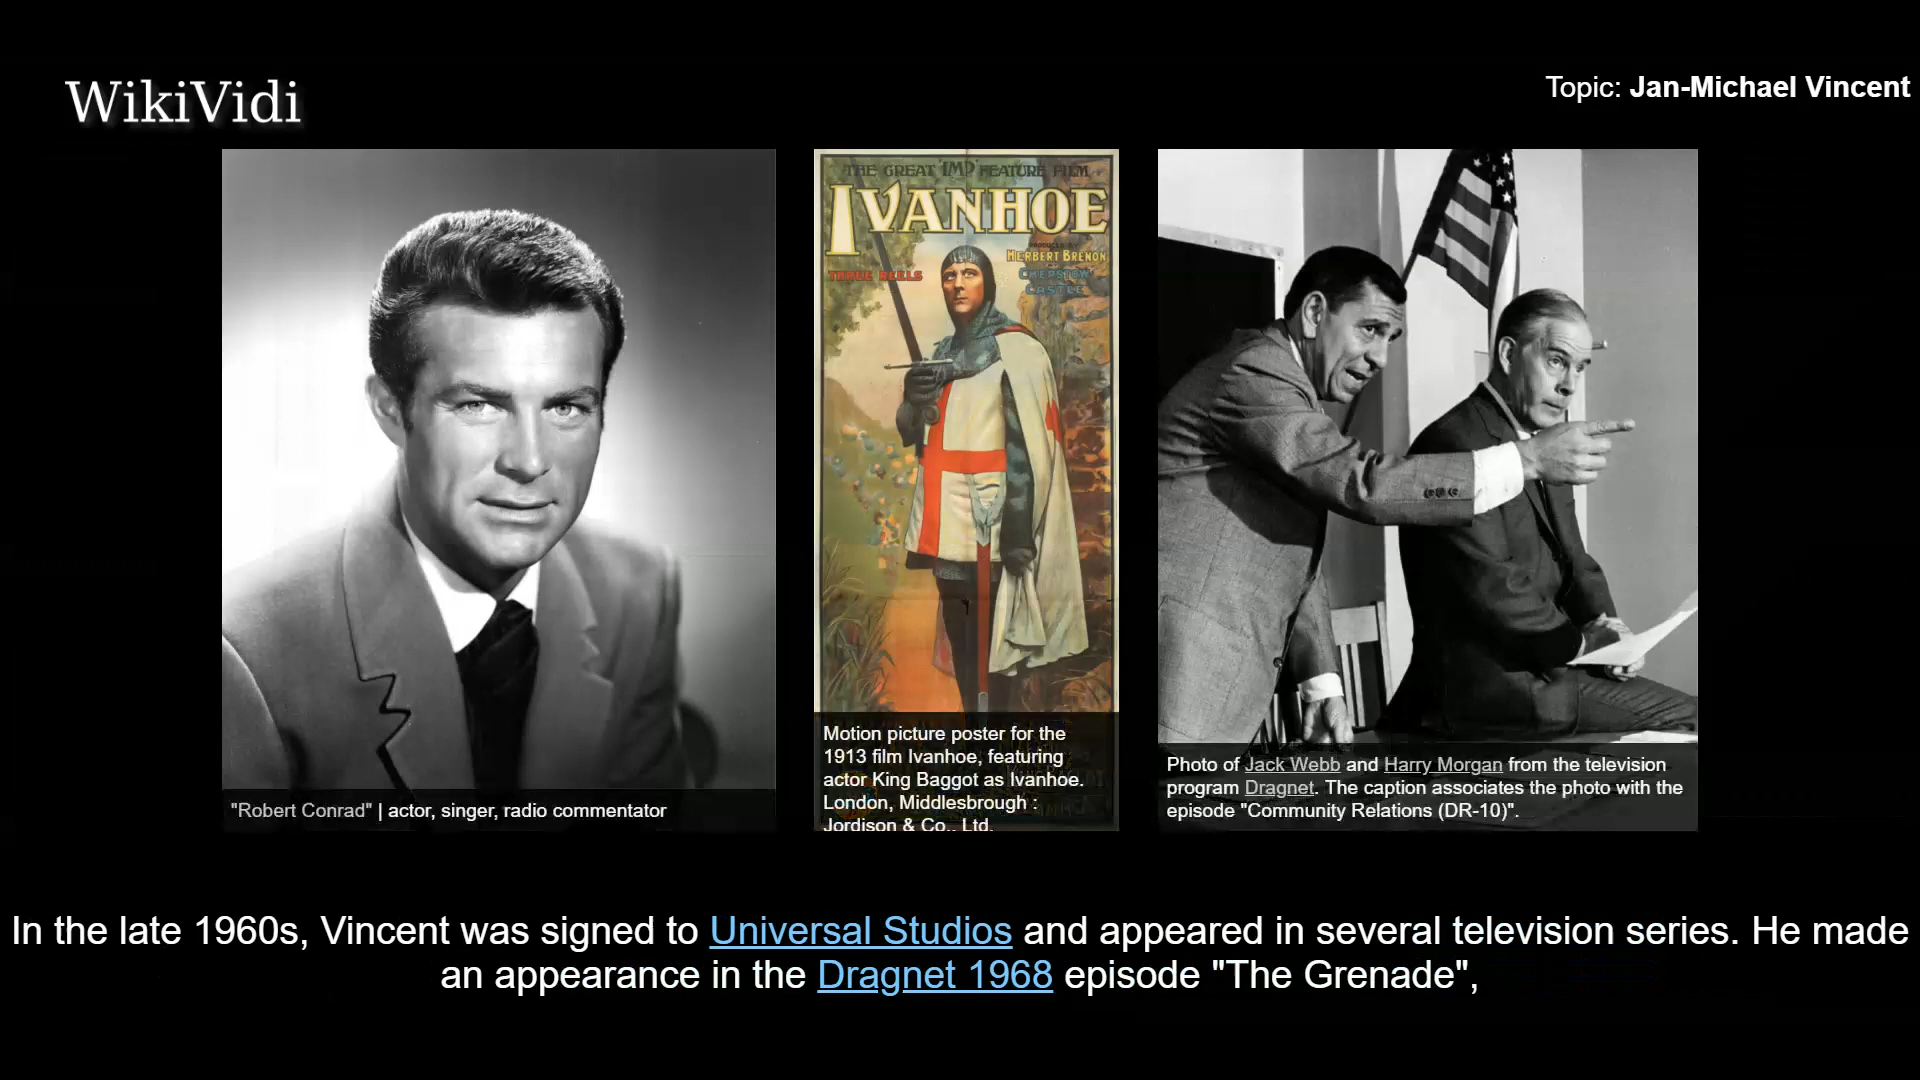 WikiVidi
Topic: Jan-Michael Vincent
THE GREAT 'IMP' FEATURE FILM
IVANHOE
PRODUCED BY
HERBERT BRENON
THREE REELS
CHEPSTOW
CASTLE
"Robert Conrad" | actor, singer, radio commentator
Motion picture poster for the
1913 film Ivanhoe, featuring
actor King Baggot as Ivanhoe.
London, Middlesbrough :
Jordison & Co., Ltd.
Photo of Jack Webb and Harry Morgan from the television
program Dragnet. The caption associates the photo with the
episode "Community Relations (DR-10)".
In the late 1960s, Vincent was signed to Universal Studios and appeared in several television series. He made
an appearance in the Dragnet 1968 episode "The Grenade",